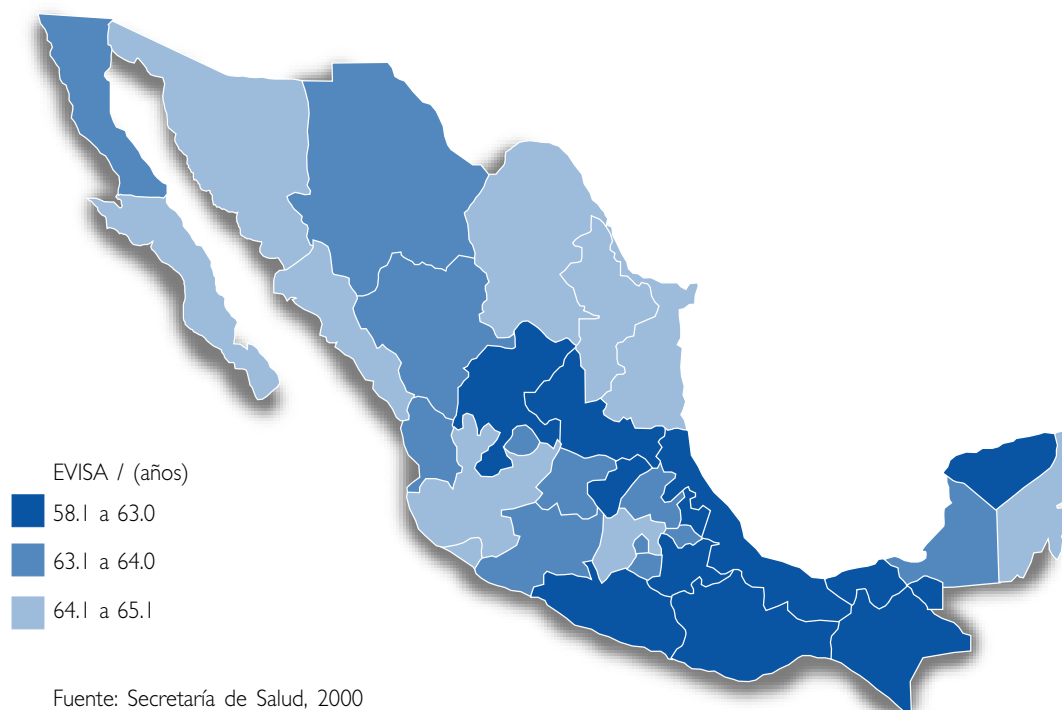 EVISA / (años)
58.1 a 63.0
63.1 a 64.0
64.1 a 65.1
Fuente: Secretaría de Salud, 2000